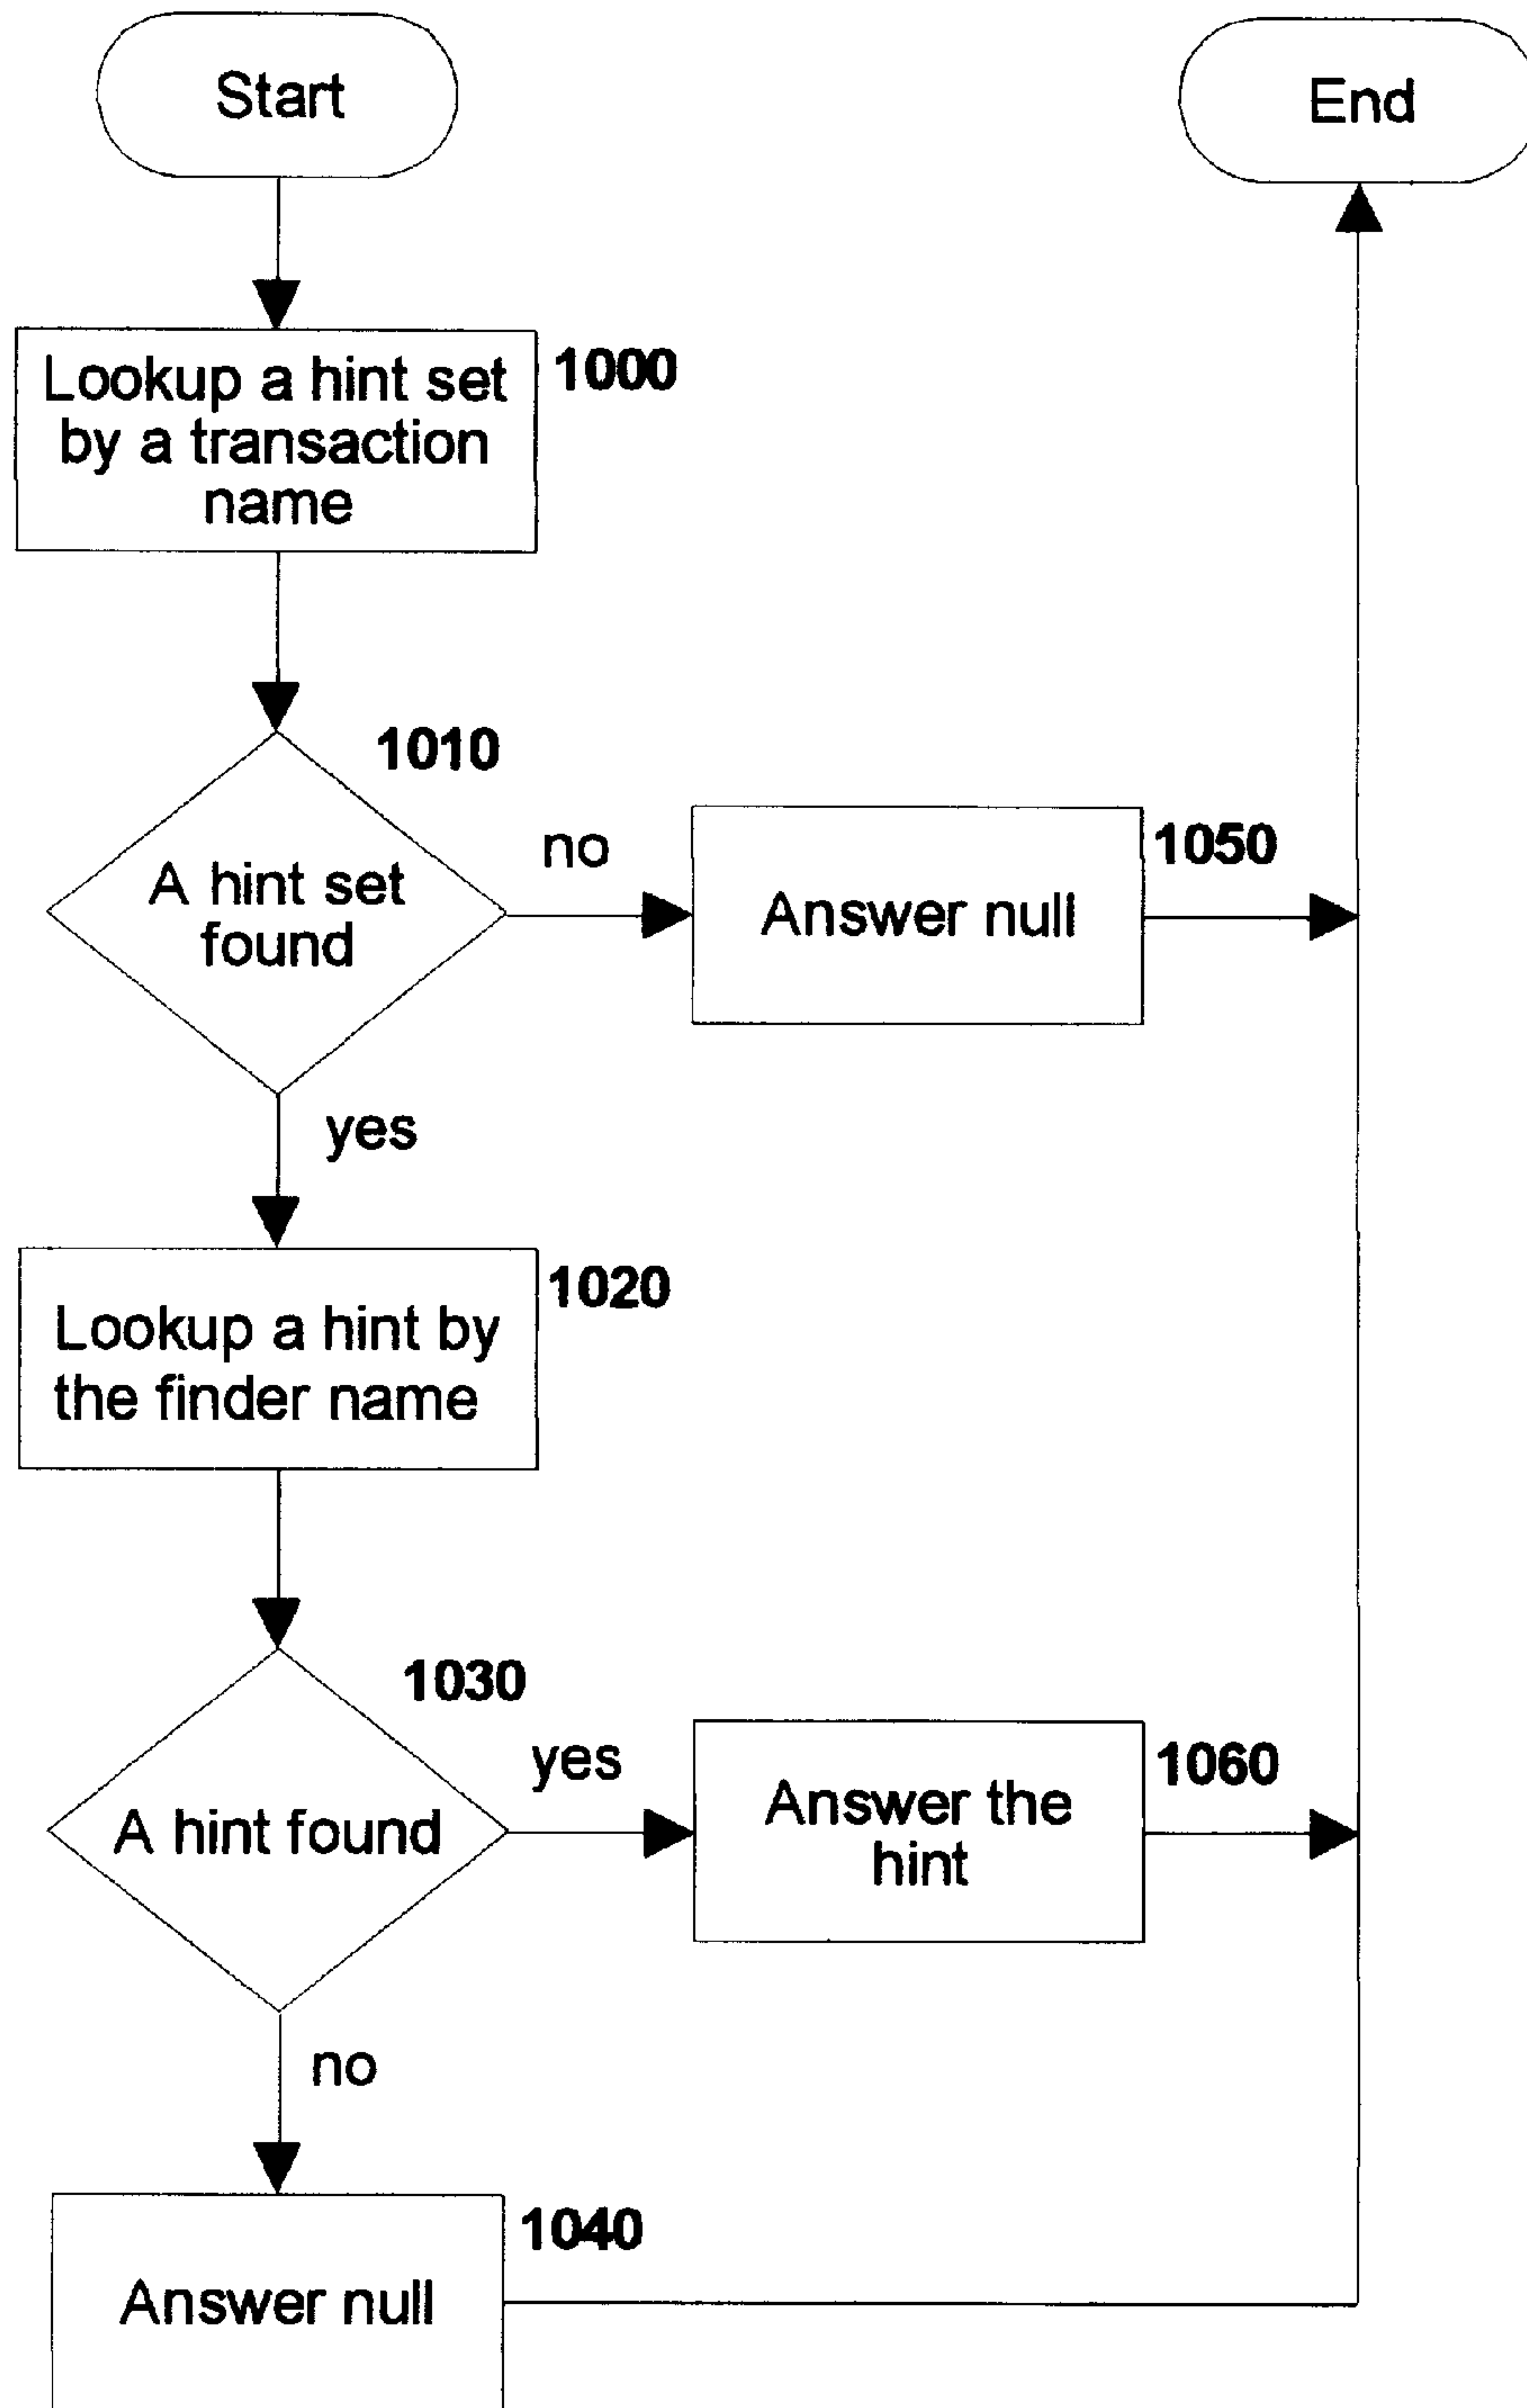 Start
End
Lookup a hint set
by a transaction
name
1000
1010
A hint set
found
no
Answer null
1050
yes
1020
Lookup a hint by
the finder name
1030
A hint found
yes
Answer the
hint
1060
no
1040
Answer null